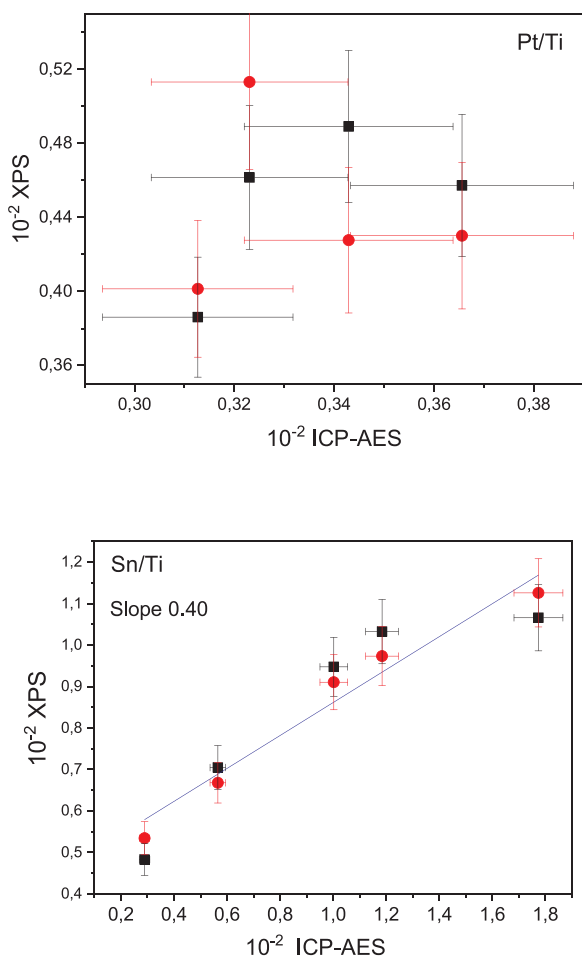 Pt/Ti
0,52
0,48
0,44
0,40
0,36
10⁻² XPS
0,30 0,32 0,34 0,36 0,38
10⁻² ICP-AES
Sn/Ti
Slope 0.40
1,2
1,1
1,0
0,9
0,8
0,7
0,6
0,5
0,4
10⁻² XPS
0,2 0,4 0,6 0,8 1,0 1,2 1,4 1,6 1,8
10⁻² ICP-AES